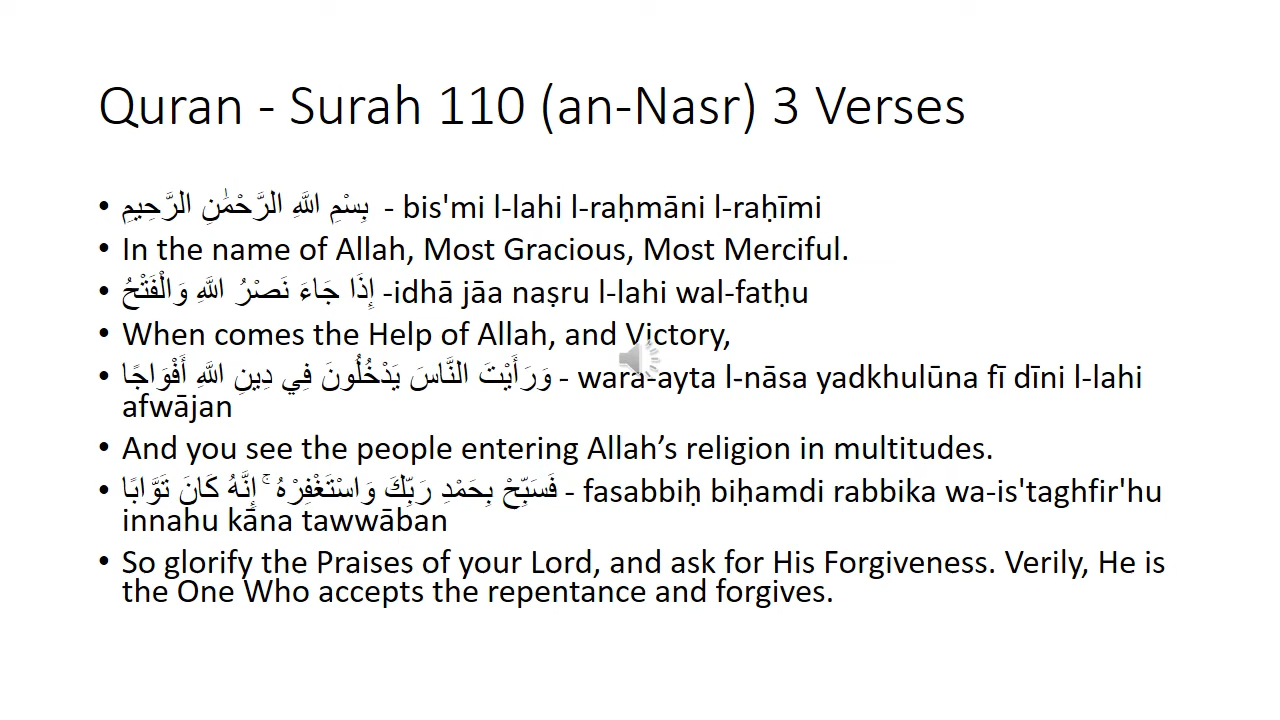 Quran - Surah 110 (an-Nasr) 3 Verses
• بِسْمِ اللَّهِ الرَّحْمَٰنِ الرَّحِيمِ - bis'mi l-lahi l-raḥmāni l-raḥīmi
• In the name of Allah, Most Gracious, Most Merciful.
• إِذَا جَاءَ نَصْرُ اللَّهِ وَالْفَتْحُ -idhā jāa naṣru l-lahi wal-fatḥu
• When comes the Help of Allah, and Victory,
• وَرَأَيْتَ النَّاسَ يَدْخُلُونَ فِي دِينِ اللَّهِ أَفْوَاجًا - wara-ayta l-nāsa yadkhulūna fī dīni l-lahi
afwājan
• And you see the people entering Allah’s religion in multitudes.
• فَسَبِّحْ بِحَمْدِ رَبِّكَ وَاسْتَغْفِرْهُ ۚ إِنَّهُ كَانَ تَوَّابًا - fasabbiḥ biḥamdi rabbika wa-is'taghfir'hu
innahu kāna tawwāban
• So glorify the Praises of your Lord, and ask for His Forgiveness. Verily, He is
the One Who accepts the repentance and forgives.